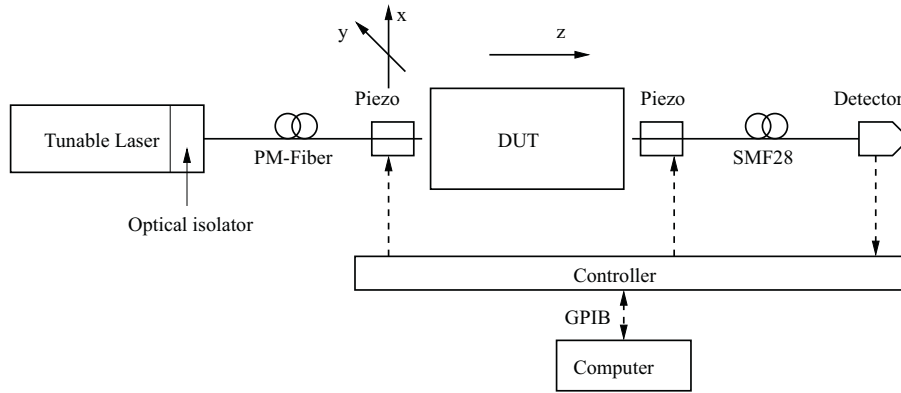 x
y
z
Piezo
Piezo
Detector
Tunable Laser
DUT
PM-Fiber
SMF28
Optical isolator
Controller
GPIB
Computer